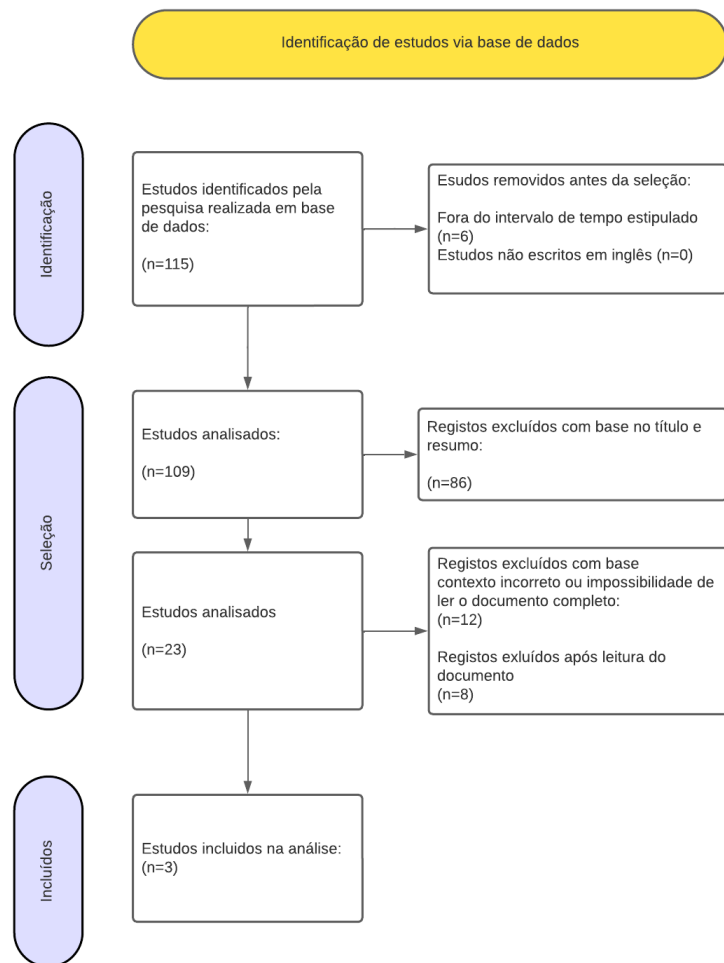 Identificação de estudos via base de dados
Identificação
Estudos identificados pela
pesquisa realizada em base
de dados:
(n=115)
Esudos removidos antes da seleção:
Fora do intervalo de tempo estipulado
(n=6)
Estudos não escritos em inglês (n=0)
Seleção
Estudos analisados:
(n=109)
Registos excluídos com base no título e
resumo:
(n=86)
Estudos analisados
(n=23)
Registos excluídos com base
contexto incorreto ou impossibilidade de
ler o documento completo:
(n=12)
Registos exluídos após leitura do
documento
(n=8)
Incluídos
Estudos incluidos na análise:
(n=3)